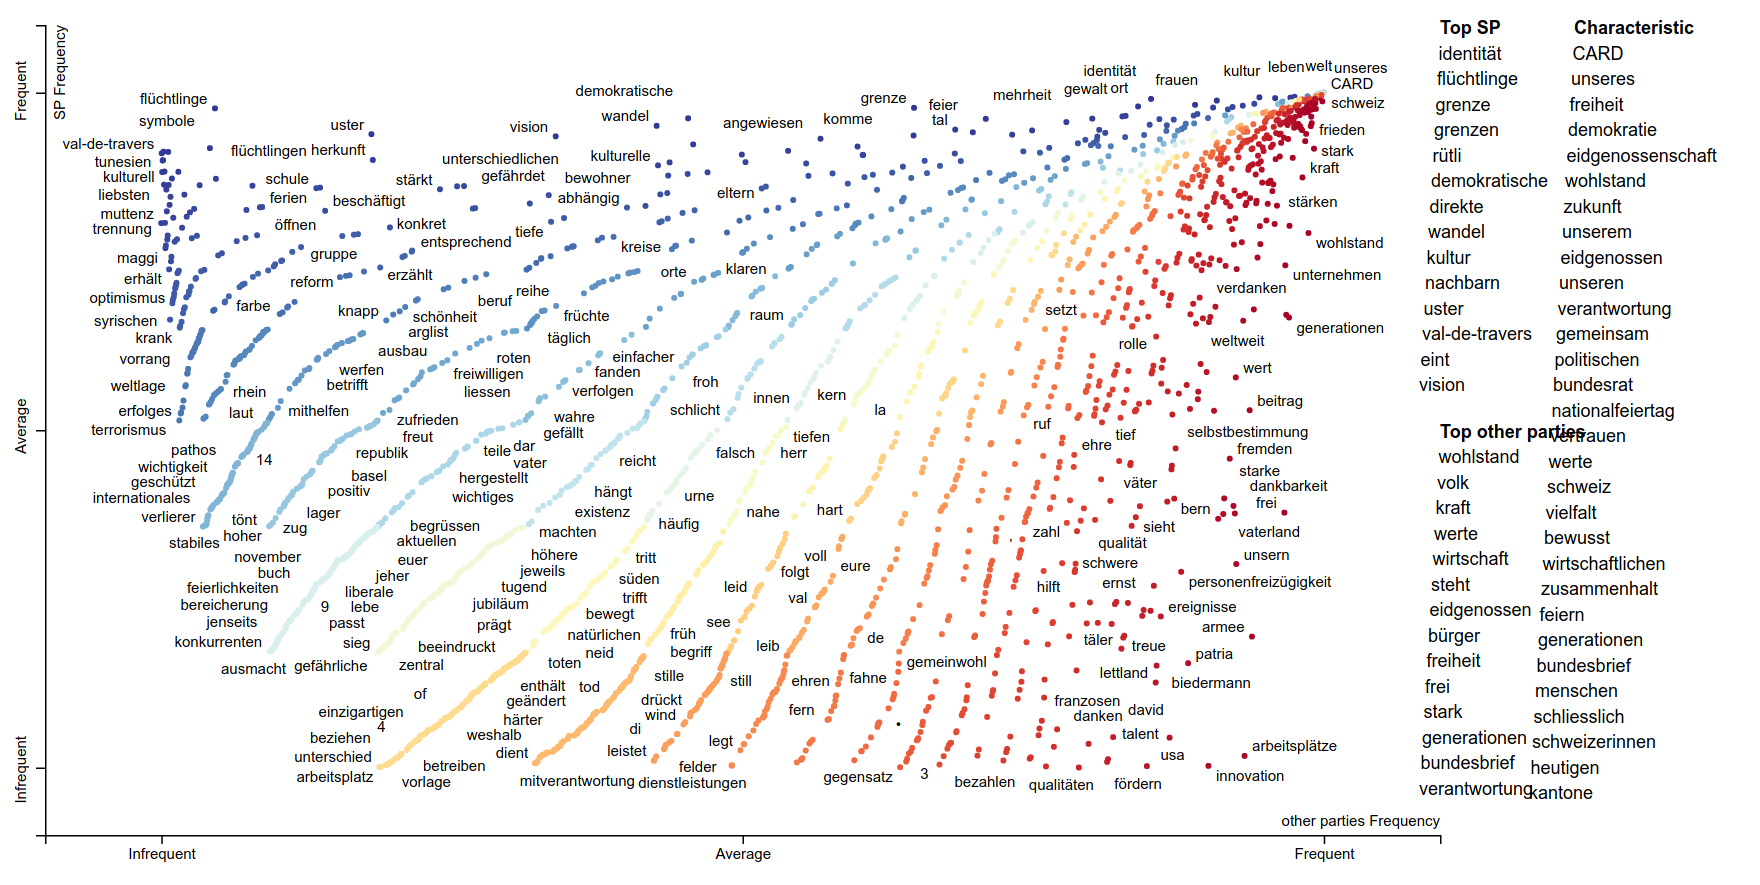 Frequent
SP Frequency
Average
Infrequent
Infrequent
Average
Frequent
other parties Frequency
identität
kultur
leben
welt
unseres
frauen
CARD
flüchtlinge
demokratische
gewalt
ort
grenze
mehrheit
feier
schweiz
symbole
wandel
tal
uster
vision
angewiesen
komme
frieden
val-de-travers
flüchtlingen
herkunft
unterschiedlichen
kulturelle
stark
tunesien
gefährdet
kraft
kulturell
schule
stärkt
bewohner
liebsten
ferien
beschäftigt
abhängig
eltern
stärken
muttenz
öffnen
konkret
trennung
tiefe
entsprechend
kreise
wohlstand
maggi
gruppe
erhält
reform
erzählt
orte
klaren
unternehmen
optimismus
farbe
beruf
reihe
verdanken
syrischen
knapp
schönheit
früchte
raum
setzt
krank
arglist
täglich
generationen
vorrang
ausbau
roten
einfacher
rolle
weltweit
weltlage
werfen
freiwilligen
fanden
wert
rhein
betrifft
liessen
verfolgen
froh
erfolges
laut
mithelfen
zufrieden
wahre
schlicht
innen
kern
la
beitrag
terrorismus
freut
gefällt
ruf
pathos
republik
teile
dar
tiefen
tief
selbstbestimmung
wichtigkeit
14
vater
falsch
herr
ehre
fremden
geschützt
basel
hergestellt
reicht
starke
internationales
positiv
wichtiges
hängt
urne
väter
dankbarkeit
verlierer
tönt
lager
existenz
nahe
hart
bern
frei
hoher
zug
begrüssen
machten
häufig
zahl
sieht
vaterland
stabiles
aktuellen
qualität
november
euer
höhere
tritt
voll
eure
schwere
unsern
buch
jeher
jeweils
folgt
feierlichkeiten
liberale
tugend
süden
leid
hilft
ernst
personenfreizügigkeit
bereicherung
9
lebe
jubiläum
trifft
val
ereignisse
jenseits
passt
prägt
bewegt
see
armee
konkurrenten
sieg
beeindruckt
natürlichen
früh
leib
de
täler
treue
ausmacht
gefährliche
zentral
toten
neid
begriff
gemeinwohl
patria
of
enthält
tod
stille
still
ehren
fahne
lettland
biedermann
einzigartigen
geändert
drückt
fern
franzosen
4
härter
wind
danken
david
beziehen
weshalb
di
legt
talent
unterschied
dient
leistet
usa
arbeitsplätze
arbeitsplatz
betreiben
felder
gegensatz
3
innovation
vorlage
mitverantwortung
dienstleistungen
bezahlen
qualitäten
fördern
Top SP
identität
flüchtlinge
grenze
grenzen
rütli
demokratische
direkte
wandel
kultur
nachbarn
uster
val-de-travers
eint
vision
Top other parties
wohlstand
volk
kraft
werte
wirtschaft
steht
eidgenossen
bürger
freiheit
frei
stark
generationen
bundesbrief
verantwortung
Characteristic
CARD
unseres
freiheit
demokratie
eidgenossenschaft
wohlstand
zukunft
unserem
eidgenossen
unseren
verantwortung
gemeinsam
politischen
bundesrat
nationalfeiertag
vertrauen
werte
schweiz
vielfalt
bewusst
wirtschaftlichen
zusammenhalt
feiern
generationen
bundesbrief
menschen
schliesslich
schweizerinnen
heutigen
kantone